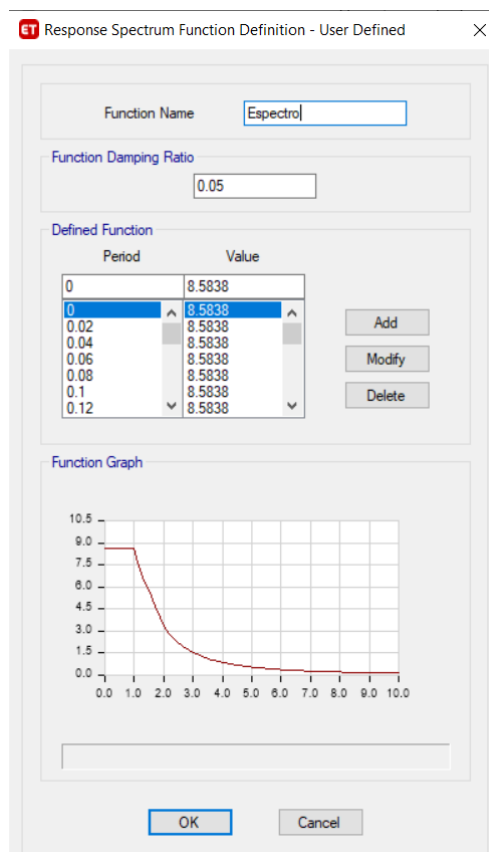 ET Response Spectrum Function Definition - User Defined
Function Name Espectro
Function Damping Ratio
0.05
Defined Function
Period Value
0 8.5838
0 8.5838
0.02 8.5838
0.04 8.5838
0.06 8.5838
0.08 8.5838
0.1 8.5838
0.12 8.5838
Add
Modify
Delete
Function Graph
10.5
9.0
7.5
6.0
4.5
3.0
1.5
0.0
0.0 1.0 2.0 3.0 4.0 5.0 6.0 7.0 8.0 9.0 10.0
OK Cancel